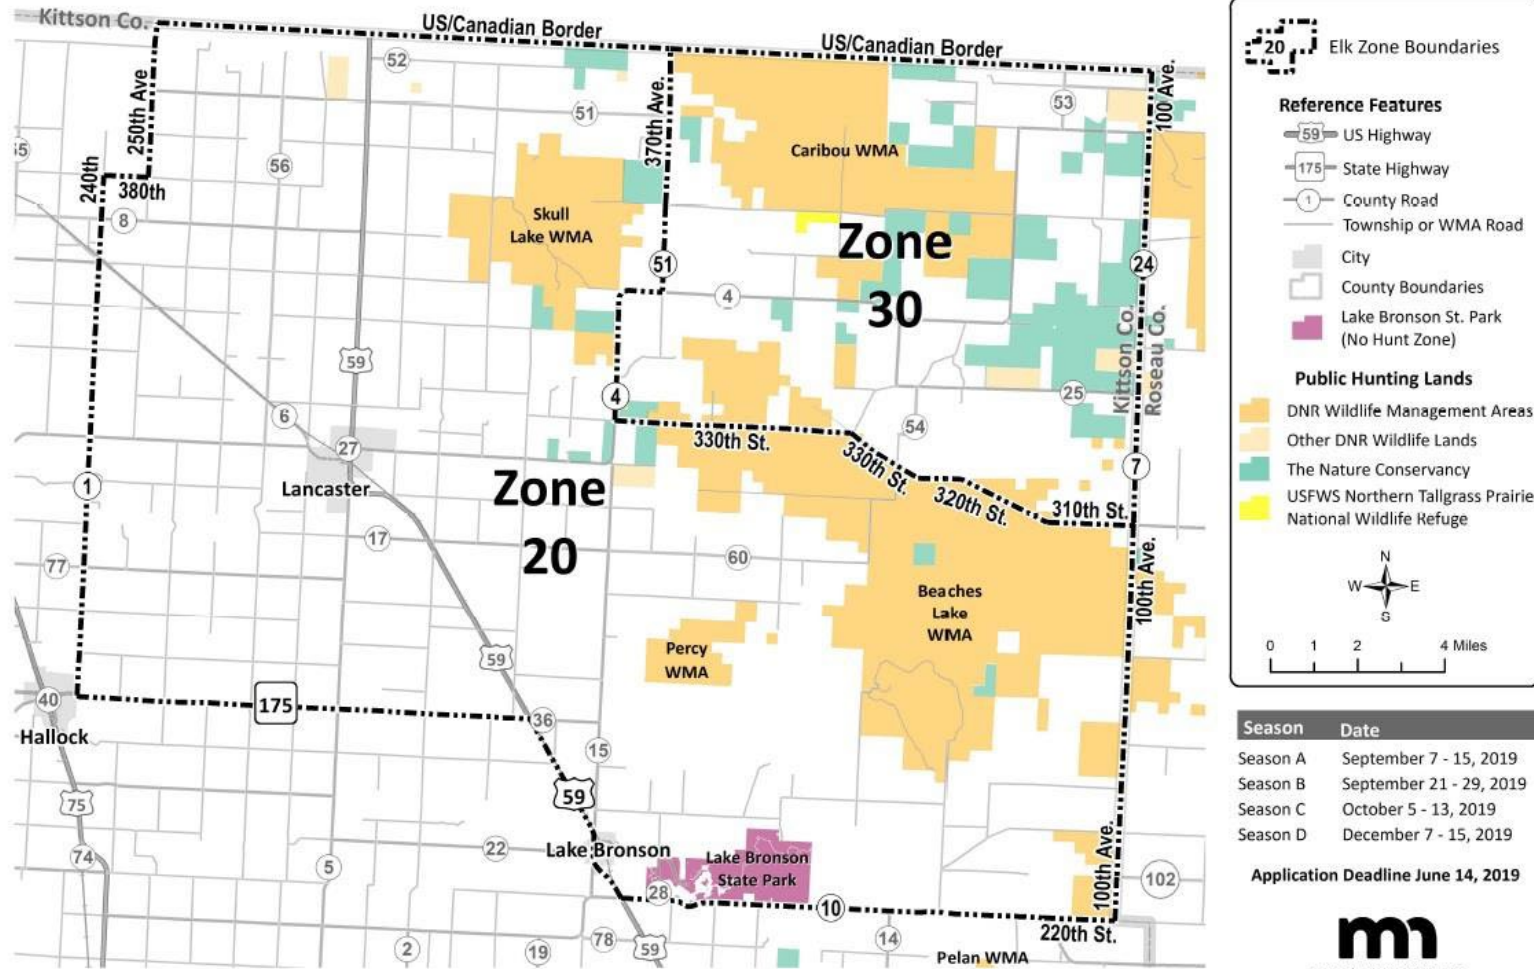 Kittson Co.
US/Canadian Border
US/Canadian Border
52
51
53
250th Ave
370th Ave.
100 Ave.
240th
380th
56
8
Caribou WMA
Skull
Lake WMA
51
Zone
30
24
4
59
4
Kittson Co.
Roseau Co.
25
6
54
27
330th St.
330th St.
320th St.
310th St.
7
1
Lancaster
Zone
20
17
60
77
Beaches
Lake
WMA
100th Ave.
59
Percy
WMA
40
175
36
Hallock
15
59
75
74
22
Lake Bronson
Lake Bronson
State Park
5
28
10
100th Ave.
102
220th St.
2
19
78
59
14
Pelan WMA
20
Elk Zone Boundaries
Reference Features
59
US Highway
175
State Highway
1
County Road
Township or WMA Road
City
County Boundaries
Lake Bronson St. Park
(No Hunt Zone)
Public Hunting Lands
DNR Wildlife Management Areas
Other DNR Wildlife Lands
The Nature Conservancy
USFWS Northern Tallgrass Prairie
National Wildlife Refuge
N
W E
S
0 1 2 4 Miles
Season Date
Season A September 7 - 15, 2019
Season B September 21 - 29, 2019
Season C October 5 - 13, 2019
Season D December 7 - 15, 2019
Application Deadline June 14, 2019
mn